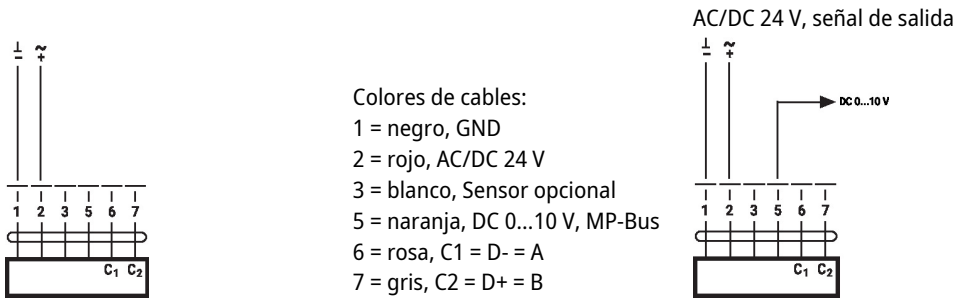 ⊥ ~
- +
1 2 3 5 6 7
C1 C2
Colores de cables:
1 = negro, GND
2 = rojo, AC/DC 24 V
3 = blanco, Sensor opcional
5 = naranja, DC 0...10 V, MP-Bus
6 = rosa, C1 = D- = A
7 = gris, C2 = D+ = B
AC/DC 24 V, señal de salida
⊥ ~
- +
DC 0...10 V
1 2 3 5 6 7
C1 C2